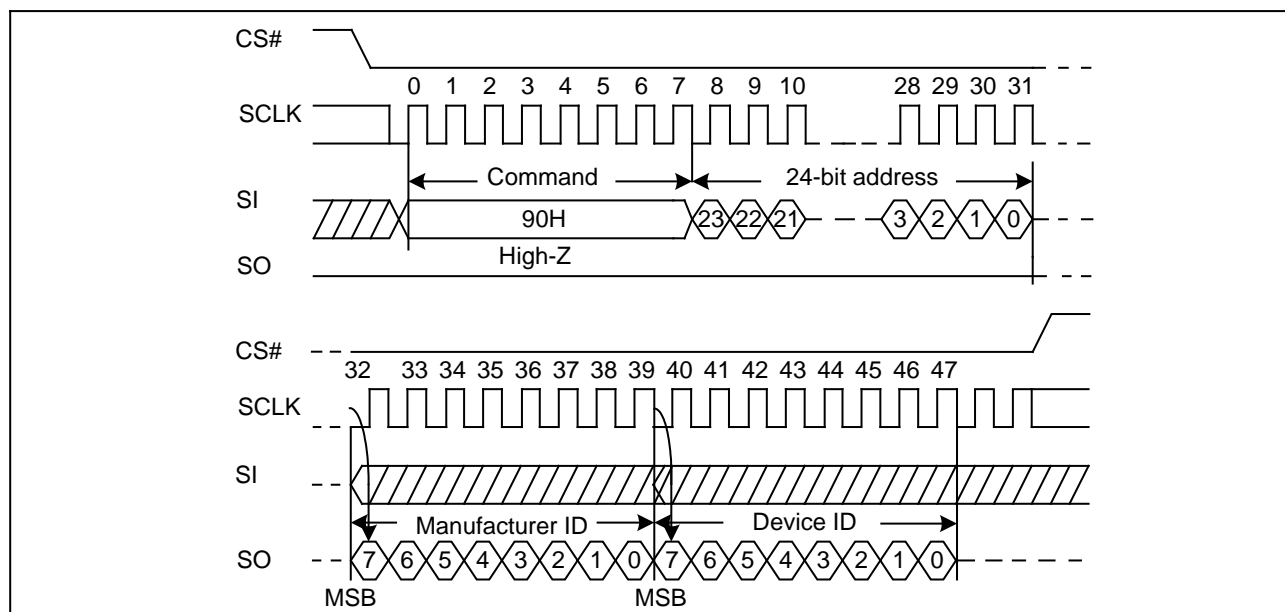 CS#
0 1 2 3 4 5 6 7 8 9 10 28 29 30 31
SCLK
Command 24-bit address
SI
90H 23 22 21 3 2 1 0
High-Z
SO
CS#
32 33 34 35 36 37 38 39 40 41 42 43 44 45 46 47
SCLK
SI
Manufacturer ID Device ID
SO 7 6 5 4 3 2 1 0 7 6 5 4 3 2 1 0
MSB MSB